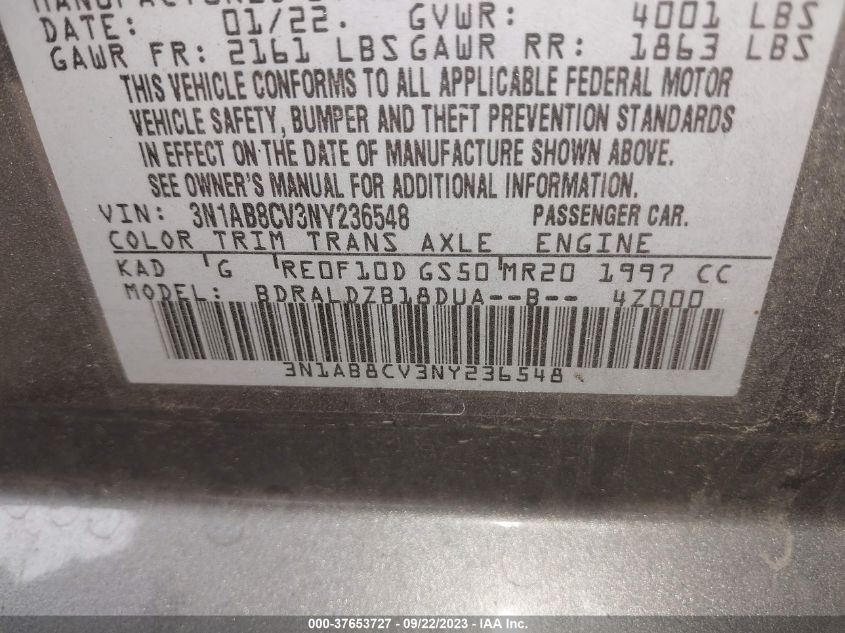 DATE: 01/22. GVWR: 4001 LBS
GAWR FR: 2161 LBS GAWR RR: 1863 LBS
THIS VEHICLE CONFORMS TO ALL APPLICABLE FEDERAL MOTOR
VEHICLE SAFETY, BUMPER AND THEFT PREVENTION STANDARDS
IN EFFECT ON THE DATE OF MANUFACTURE SHOWN ABOVE.
SEE OWNER'S MANUAL FOR ADDITIONAL INFORMATION.
VIN: 3N1AB8CV3NY236548 PASSENGER CAR.
COLOR TRIM TRANS AXLE ENGINE
KAD G RE0F10D GS50 MR20 1997 CC
MODEL: BDRALDZB18DUA--B-- 4Z000
3N1AB8CV3NY236548
000-37653727 - 09/22/2023 - IAA Inc.